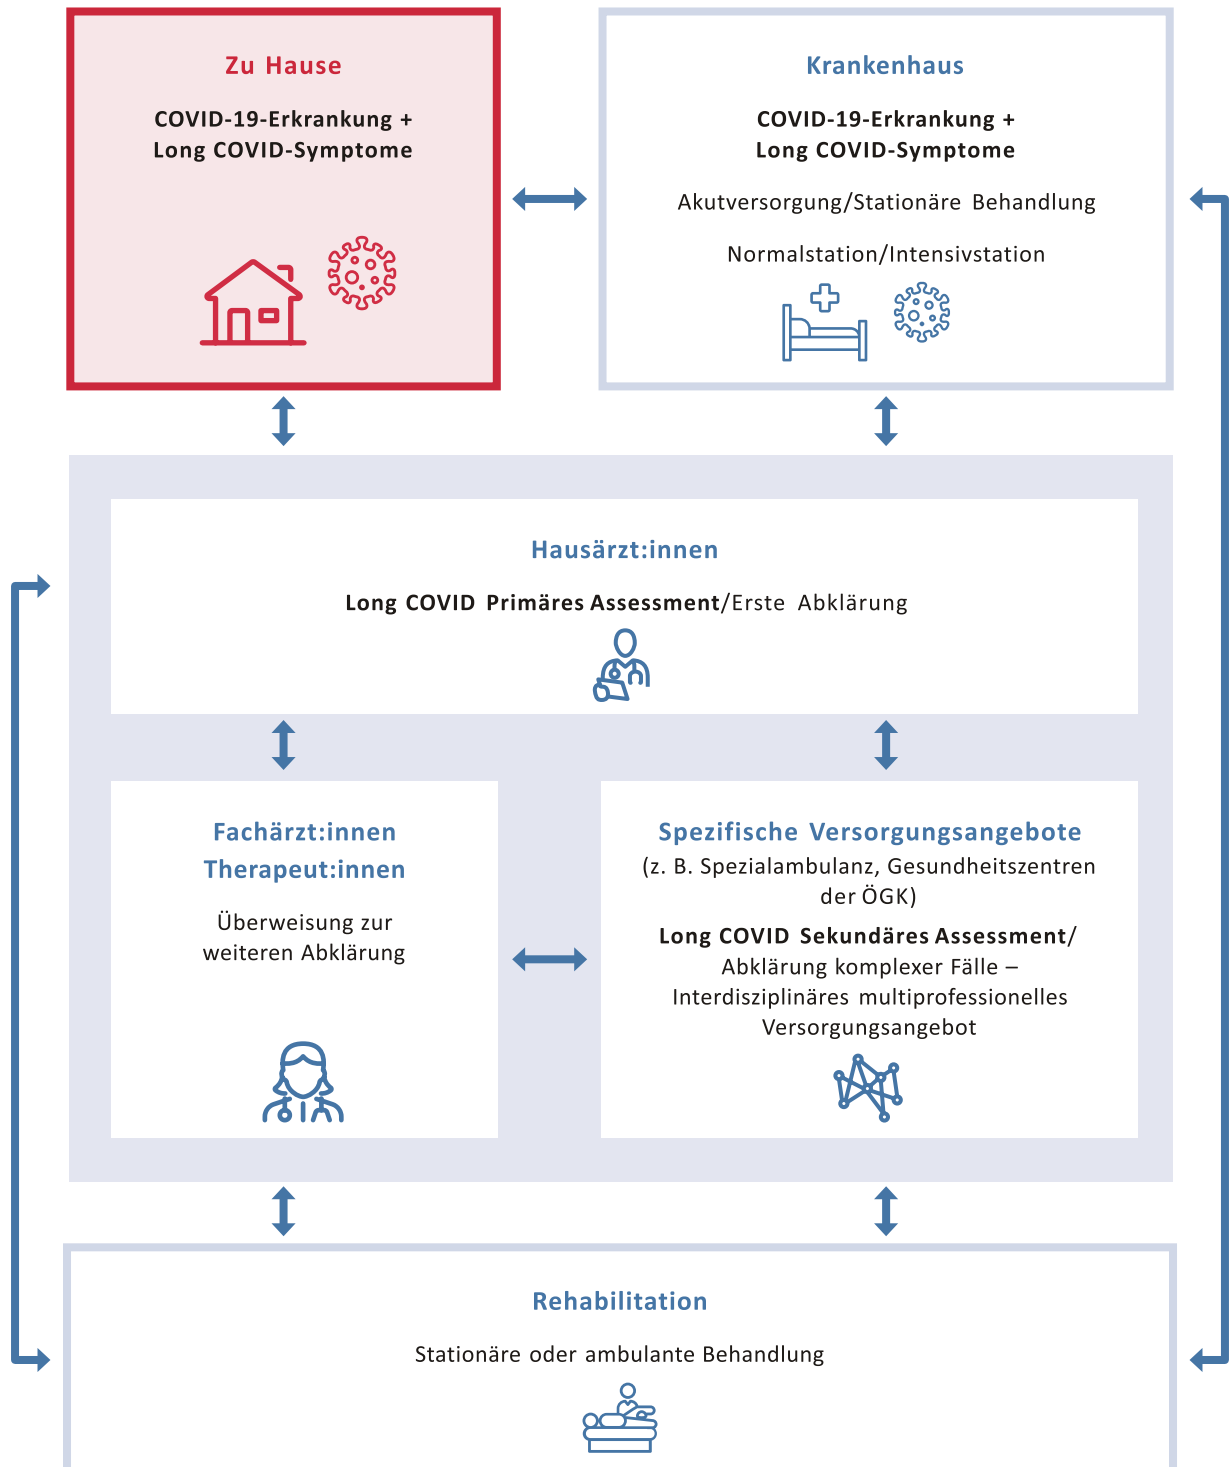 Zu Hause
COVID-19-Erkrankung +
Long COVID-Symptome
Krankenhaus
COVID-19-Erkrankung +
Long COVID-Symptome
Akutversorgung/Stationäre Behandlung
Normalstation/Intensivstation
Hausärzt:innen
Long COVID Primäres Assessment/Erste Abklärung
Fachärzt:innen
Therapeut:innen
Überweisung zur
weiteren Abklärung
Spezifische Versorgungsangebote
(z. B. Spezialambulanz, Gesundheitszentren
der ÖGK)
Long COVID Sekundäres Assessment/
Abklärung komplexer Fälle –
Interdisziplinäres multiprofessionelles
Versorgungsangebot
Rehabilitation
Stationäre oder ambulante Behandlung